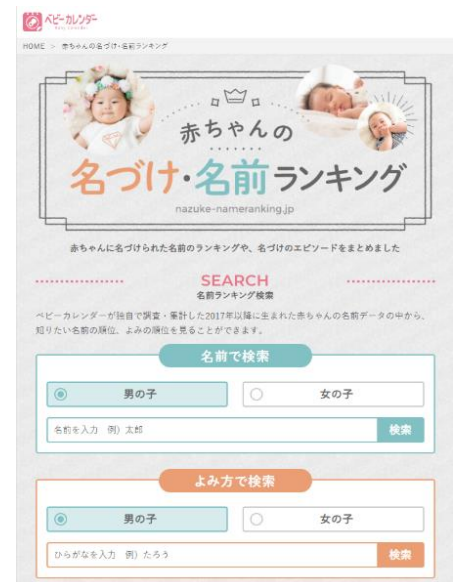 ベビーカレンダー
HOME > 赤ちゃんの名づけ・名前ランキング
赤ちゃんの
名づけ・名前ランキング
nazuke-nameranking.jp
赤ちゃんに名づけられた名前のランキングや、名づけのエピソードをまとめました
SEARCH
名前ランキング検索
ベビーカレンダーが独自で調査・集計した2017年以降に生まれた赤ちゃんの名前データの中から、
知りたい名前の順位、よみの順位を見ることができます。
名前で検索
男の子 女の子
名前を入力 例) 太郎 検索
よみ方で検索
男の子 女の子
ひらがなを入力 例) たろう 検索